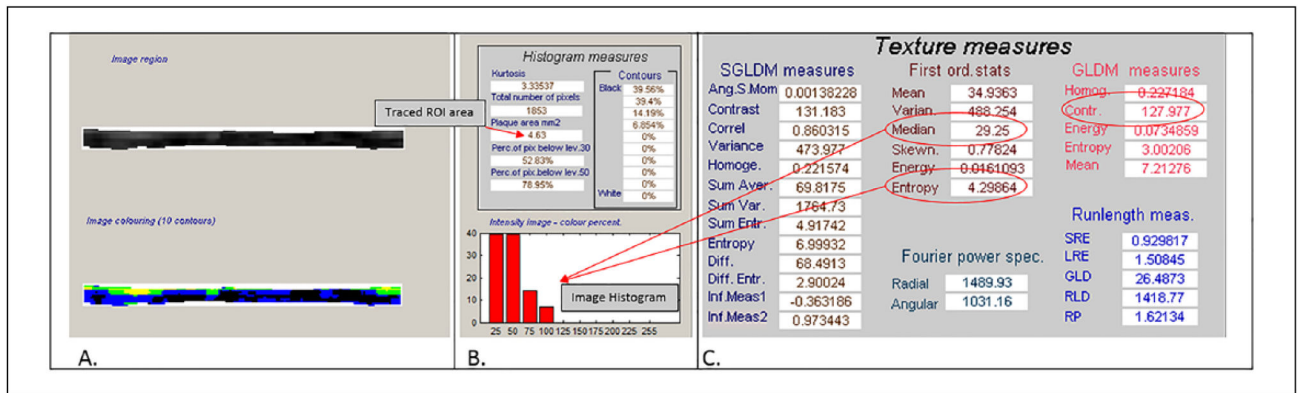 Image region
Image colouring (10 contours)
A.
Histogram measures
Kurtosis
3.33537
Total number of pixels
1853
Plaque area mm2
4.63
Perc.of pix below lev.30
52.83%
Perc.of pix.below lev.50
78.95%
Contours
Black 39.56%
39.4%
14.19%
6.854%
0%
0%
0%
0%
0%
White 0%
Traced ROI area
Intensity image - colour percent.
40
30
20
10
0
25 50 75 100 125 150 175 200 225 255
Image Histogram
B.
Texture measures
SGLDM measures
Ang.S.Mom 0.00138228
Contrast 131.183
Correl 0.860315
Variance 473.977
Homoge. 0.221574
Sum Aver. 69.8175
Sum Var. 1764.73
Sum Entr. 4.91742
Entropy 6.99932
Diff. 68.4913
Diff. Entr. 2.90024
Inf.Meas1 -0.363186
Inf.Meas2 0.973443
First ord.stats
Mean 34.9363
Varian. 488.254
Median 29.25
Skewn. 0.77824
Energy 0.0161093
Entropy 4.29864
Fourier power spec.
Radial 1489.93
Angular 1031.16
GLDM measures
Homog. 0.227184
Contr. 127.977
Energy 0.0734859
Entropy 3.00206
Mean 7.21276
Runlength meas.
SRE 0.929817
LRE 1.50845
GLD 26.4873
RLD 1418.77
RP 1.62134
C.